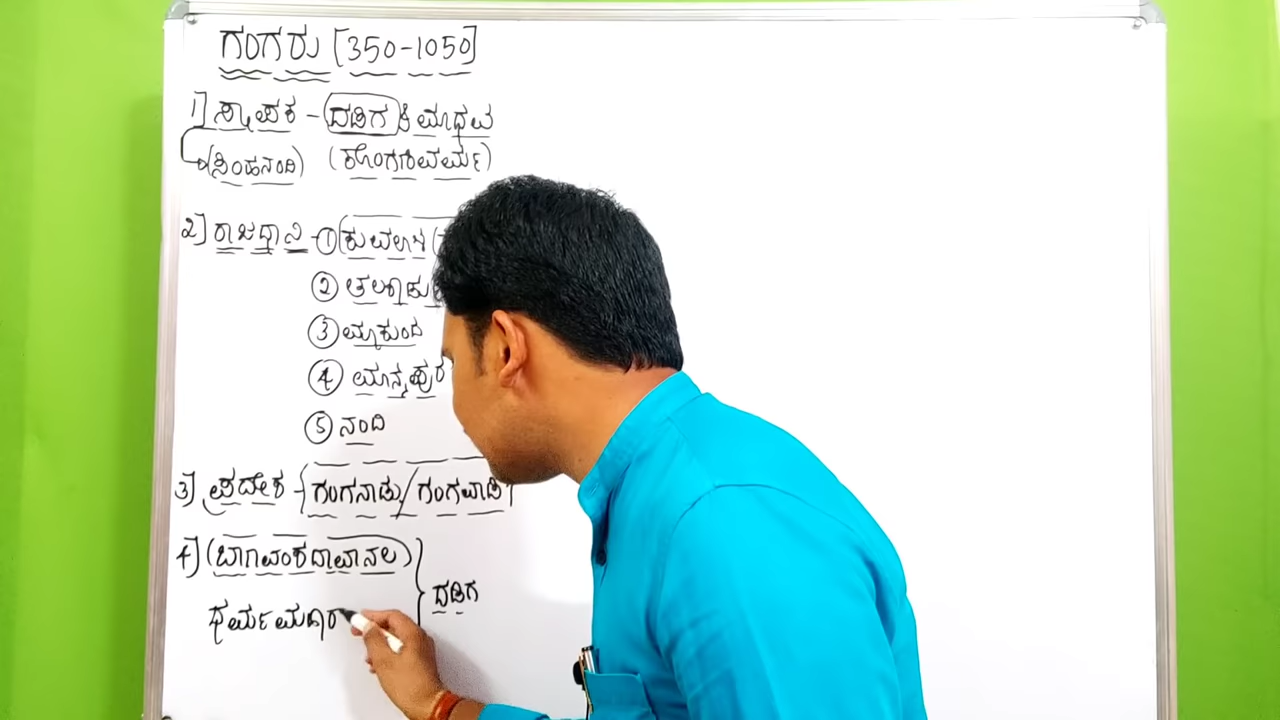 ಗಂಗರು [350-1050]
1] ಸ್ಥಾಪಕ - ದಡಿಗ & ಮಾಧವ
(ಸಿಂಹನಂದಿ) (ಕೊಂಗಣಿವರ್ಮ)
2] ರಾಜಧಾನಿ - ① (ಕುವಲಾಳ (
② ತಲಕಾಡು
③ ಮಾಕುಂದ
④ ಮಾನ್ಯಪುರ
⑤ ನಂದಿ
3] ಪ್ರದೇಶ - (ಗಂಗನಾಡು/ಗಂಗವಾಡಿ)
4] (ಬಾಣವಂಶದಾವಾನಲ)
ದಡಿಗ
ಧರ್ಮಮಹಾರಾ